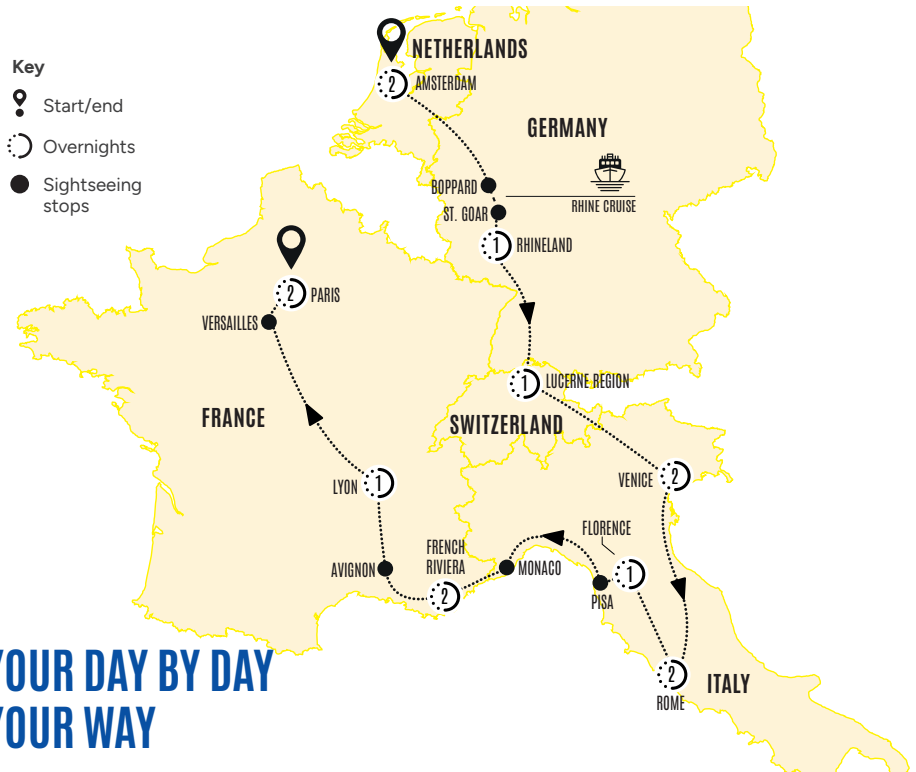 Key
Start/end
Overnights
Sightseeing
stops
NETHERLANDS
2
AMSTERDAM
GERMANY
BOPPARD
ST. GOAR
RHINE CRUISE
1
RHINELAND
2
PARIS
VERSAILLES
1
LUCERNE REGION
FRANCE
SWITZERLAND
VENICE
2
LYON
1
FLORENCE
1
FRENCH
RIVIERA
2
AVIGNON
MONACO
PISA
2
ROME
ITALY
YOUR DAY BY DAY
YOUR WAY